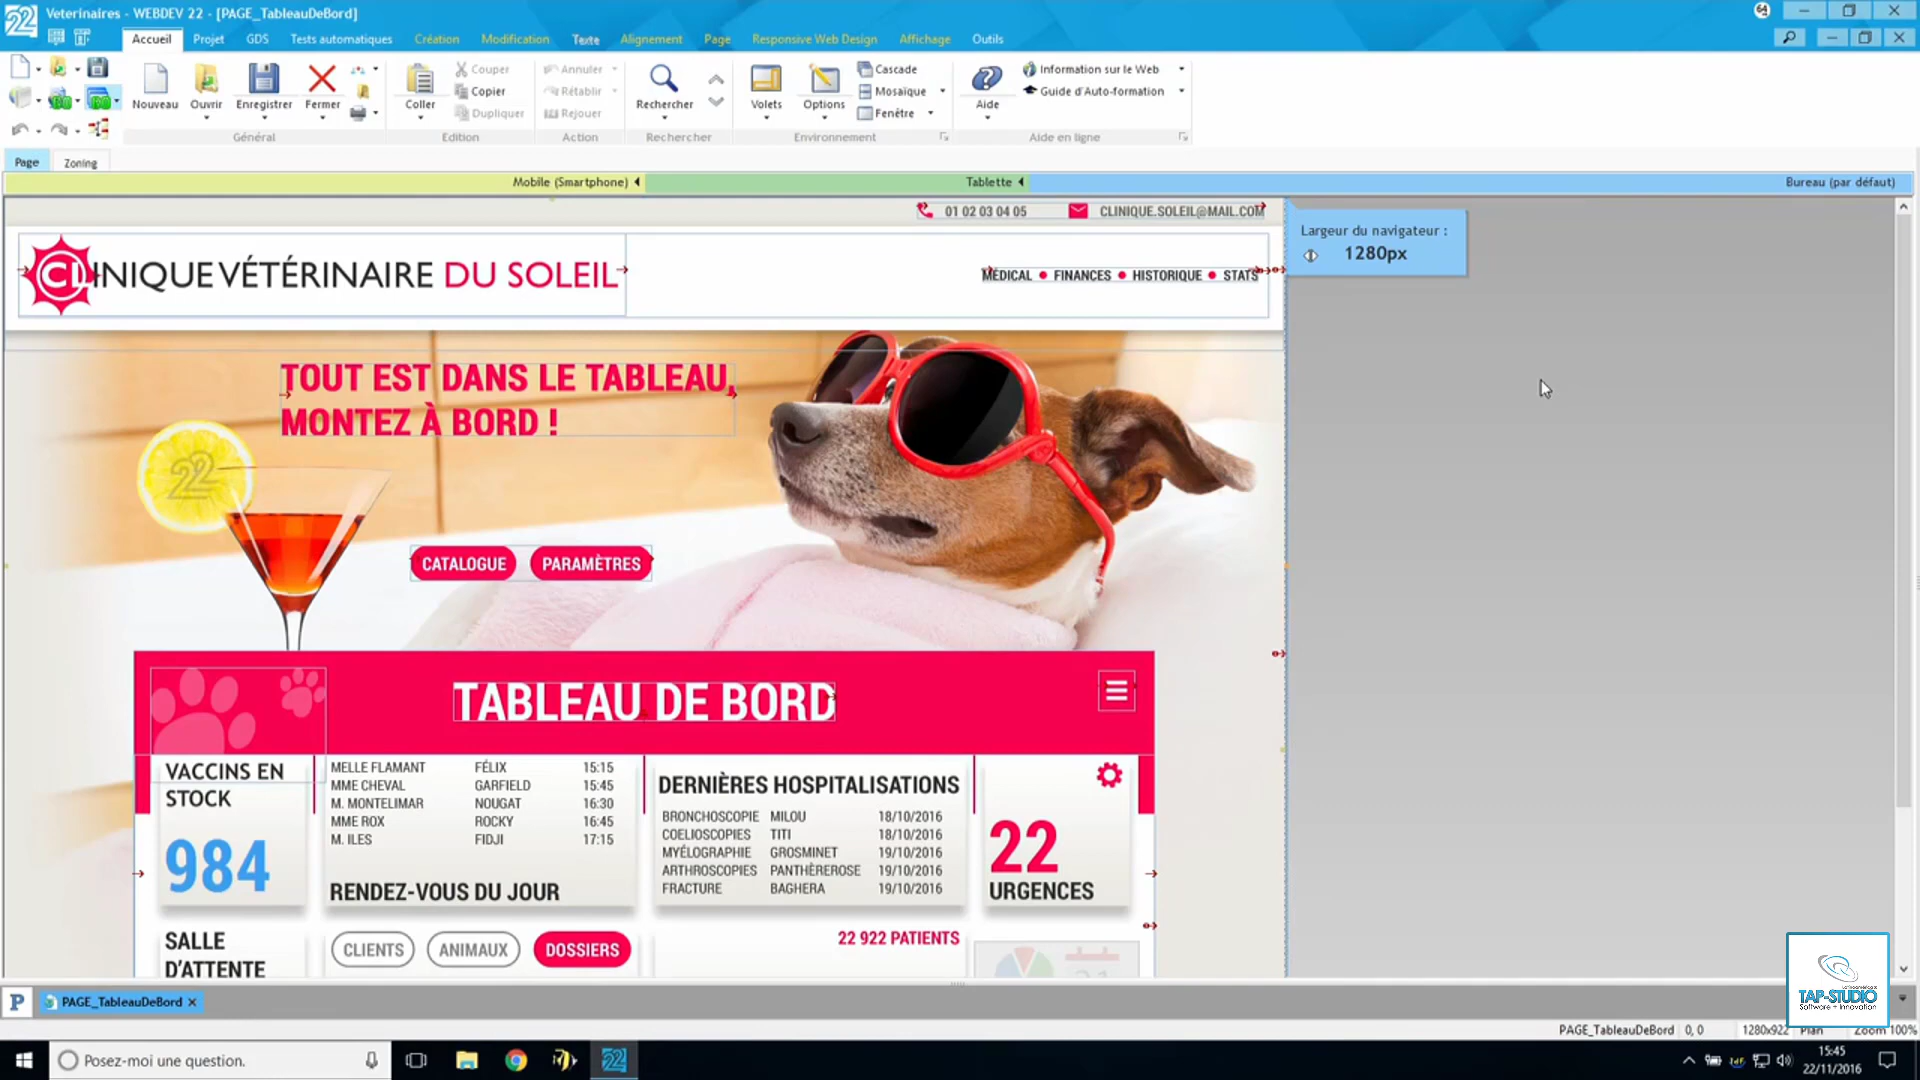 22 Veterinaires - WEBDEV 22 - [PAGE_TableauDeBord] 64
Accueil Projet GDS Tests automatiques Création Modification Texte Alignement Page Responsive Web Design Affichage Outils
Nouveau Ouvrir Enregistrer Fermer
Général
Coller Couper Copier Dupliquer
Edition
Annuler Rétablir Rejouer
Action
Rechercher
Rechercher
Volets Options Cascade Mosaïque Fenêtre
Environnement
Aide Information sur le Web Guide d'Auto-formation
Aide en ligne
Page Zoning
Mobile (Smartphone) Tablette Bureau (par défaut)
01 02 03 04 05 CLINIQUE.SOLEIL@MAIL.COM
Largeur du navigateur :
1280px
CLINIQUE VÉTÉRINAIRE DU SOLEIL
MÉDICAL • FINANCES • HISTORIQUE • STATS
TOUT EST DANS LE TABLEAU,
MONTEZ À BORD !
22
CATALOGUE PARAMÈTRES
TABLEAU DE BORD
VACCINS EN
STOCK
984
MELLE FLAMANT FÉLIX 15:15
MME CHEVAL GARFIELD 15:45
M. MONTELIMAR NOUGAT 16:30
MME ROX ROCKY 16:45
M. ILES FIDJI 17:15
RENDEZ-VOUS DU JOUR
DERNIÈRES HOSPITALISATIONS
BRONCHOSCOPIE MILOU 18/10/2016
COELIOSCOPIES TITI 18/10/2016
MYÉLOGRAPHIE GROSMINET 19/10/2016
ARTHROSCOPIES PANTHÈREROSE 19/10/2016
FRACTURE BAGHERA 19/10/2016
22
URGENCES
SALLE
D'ATTENTE
CLIENTS ANIMAUX DOSSIERS
22 922 PATIENTS
TAP-STUDIO
Software + Innovation
P PAGE_TableauDeBord
PAGE_TableauDeBord 0, 0 1280x922 Plan Zoom 100%
Posez-moi une question.
22
15:45
22/11/2016